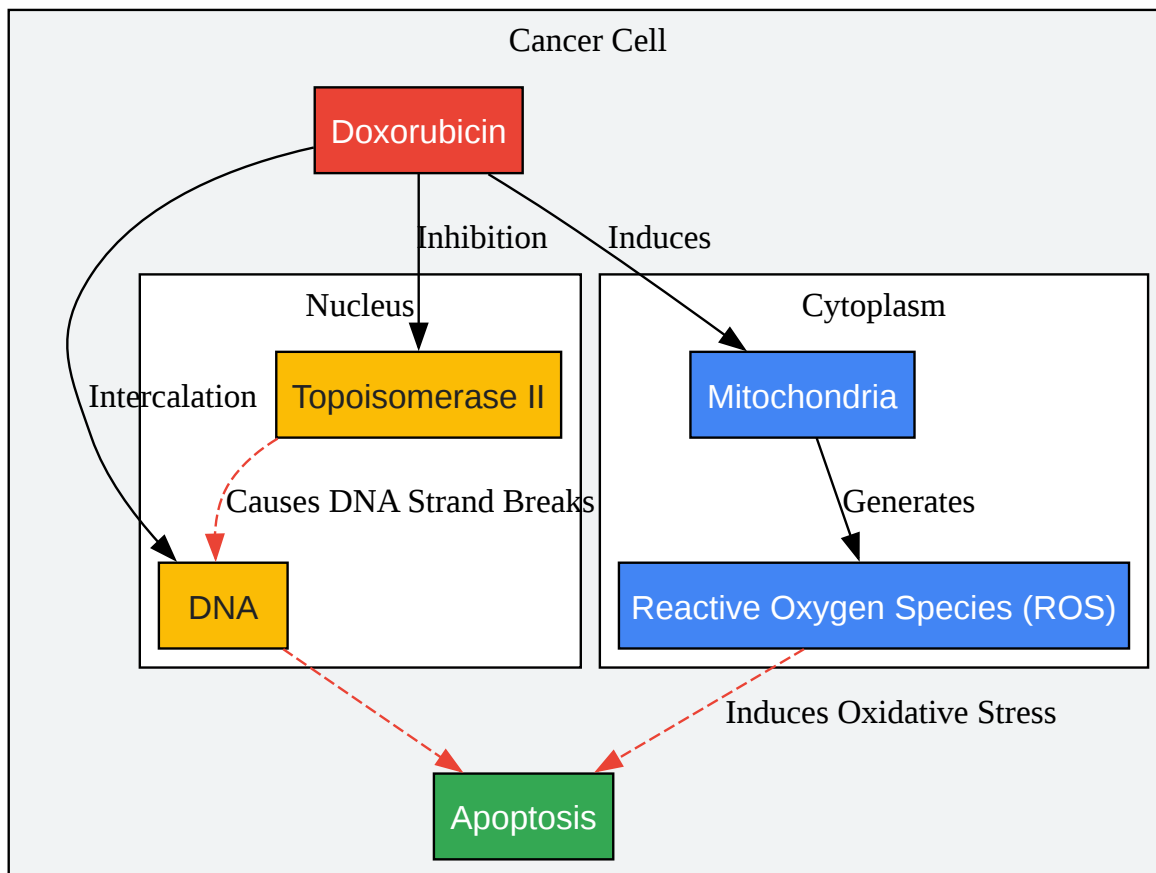 Cancer Cell
Doxorubicin
Inhibition
Induces
Nucleus
Cytoplasm
Intercalation
Topoisomerase II
Mitochondria
Causes DNA Strand Breaks
Generates
DNA
Reactive Oxygen Species (ROS)
Induces Oxidative Stress
Apoptosis